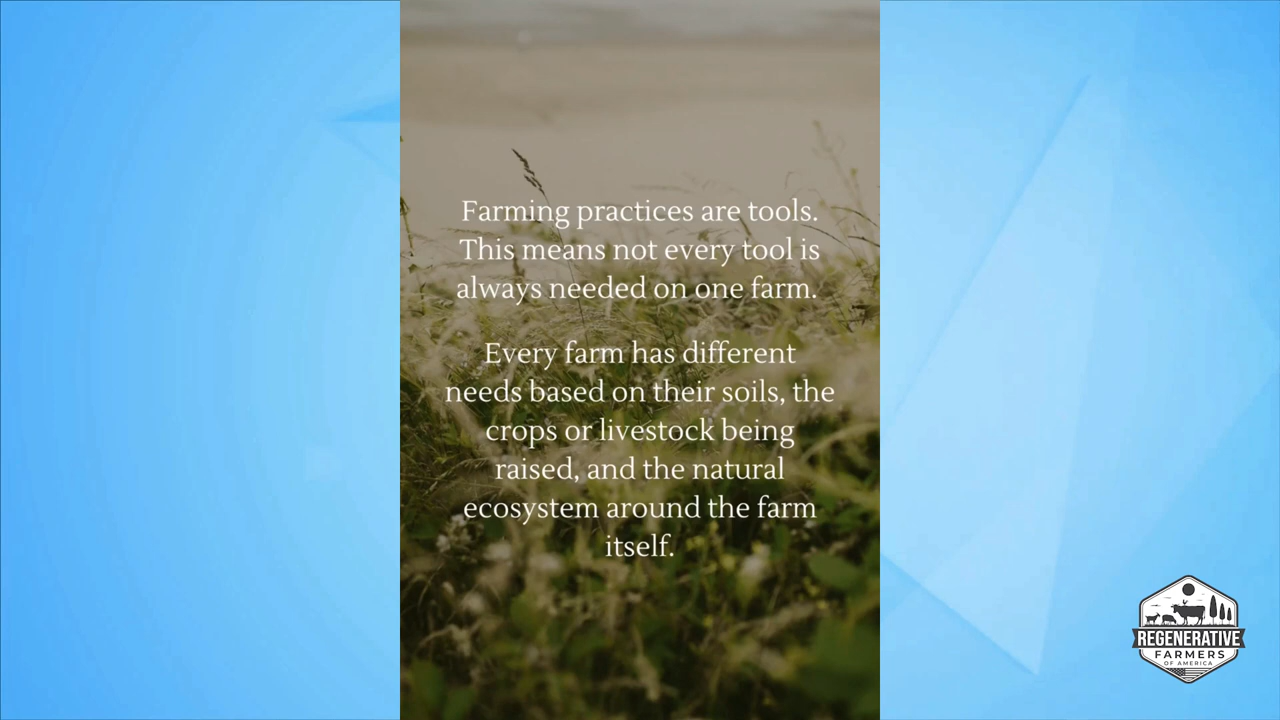 Farming practices are tools.
This means not every tool is
always needed on one farm.
Every farm has different
needs based on their soils, the
crops or livestock being
raised, and the natural
ecosystem around the farm
itself.
REGENERATIVE
FARMERS
OF AMERICA